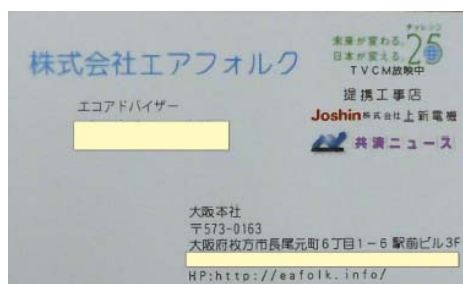 株式会社エアフォルク
エコアドバイザー
チャレンジ
未来が変わる。
日本が変える。
25
TVCM放映中
提携工事店
Joshin株式会社上新電機
共済ニュース
大阪本社
〒573-0163
大阪府枚方市長尾元町6丁目1-6 駅前ビル3F
HP:http://eafolk.info/